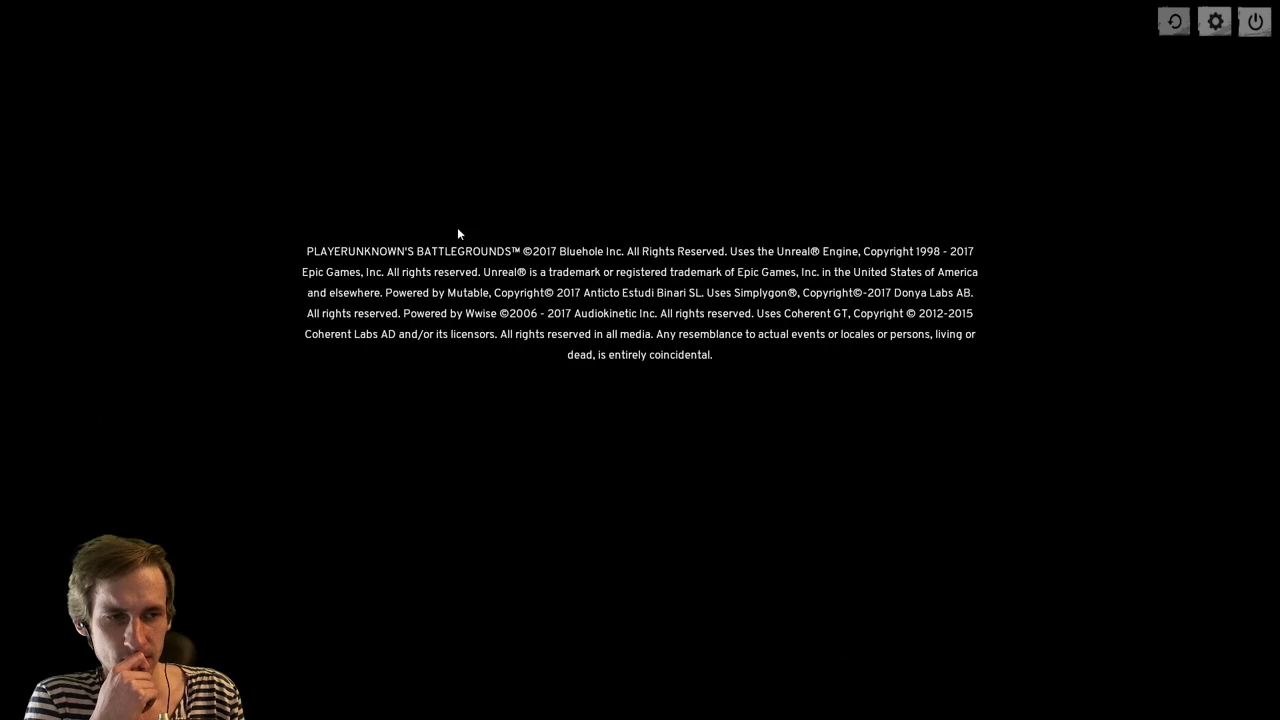 PLAYERUNKNOWN'S BATTLEGROUNDS™ ©2017 Bluehole Inc. All Rights Reserved. Uses the Unreal® Engine, Copyright 1998 - 2017
Epic Games, Inc. All rights reserved. Unreal® is a trademark or registered trademark of Epic Games, Inc. in the United States of America
and elsewhere. Powered by Mutable, Copyright© 2017 Anticto Estudi Binari SL. Uses Simplygon®, Copyright©-2017 Donya Labs AB.
All rights reserved. Powered by Wwise ©2006 - 2017 Audiokinetic Inc. All rights reserved. Uses Coherent GT, Copyright © 2012-2015
Coherent Labs AD and/or its licensors. All rights reserved in all media. Any resemblance to actual events or locales or persons, living or
dead, is entirely coincidental.